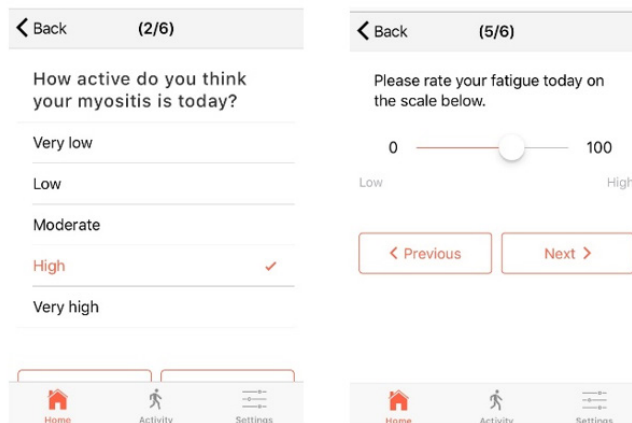 Back
(2/6)
How active do you think
your myositis is today?
Very low
Low
Moderate
High
Very high
Home
Activity
Settings
Back
(5/6)
Please rate your fatigue today on
the scale below.
0
100
Low
High
Previous
Next
Home
Activity
Settings